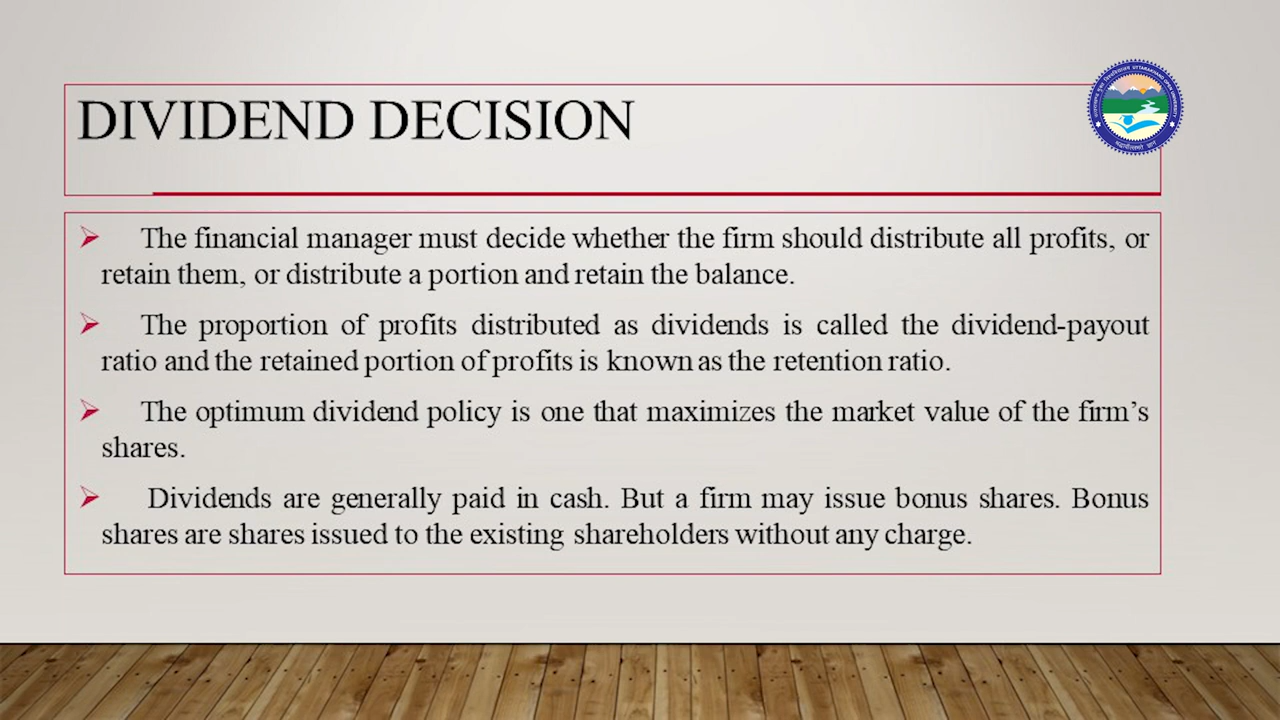 DIVIDEND DECISION
UTTARAKHAND OPEN UNIVERSITY
➢ The financial manager must decide whether the firm should distribute all profits, or
retain them, or distribute a portion and retain the balance.
➢ The proportion of profits distributed as dividends is called the dividend-payout
ratio and the retained portion of profits is known as the retention ratio.
➢ The optimum dividend policy is one that maximizes the market value of the firm’s
shares.
➢ Dividends are generally paid in cash. But a firm may issue bonus shares. Bonus
shares are shares issued to the existing shareholders without any charge.